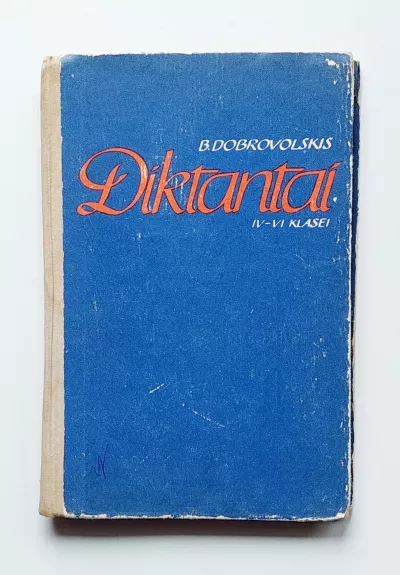 B. DOBROVOLSKIS
Diktantai
IV-VI KLASEI